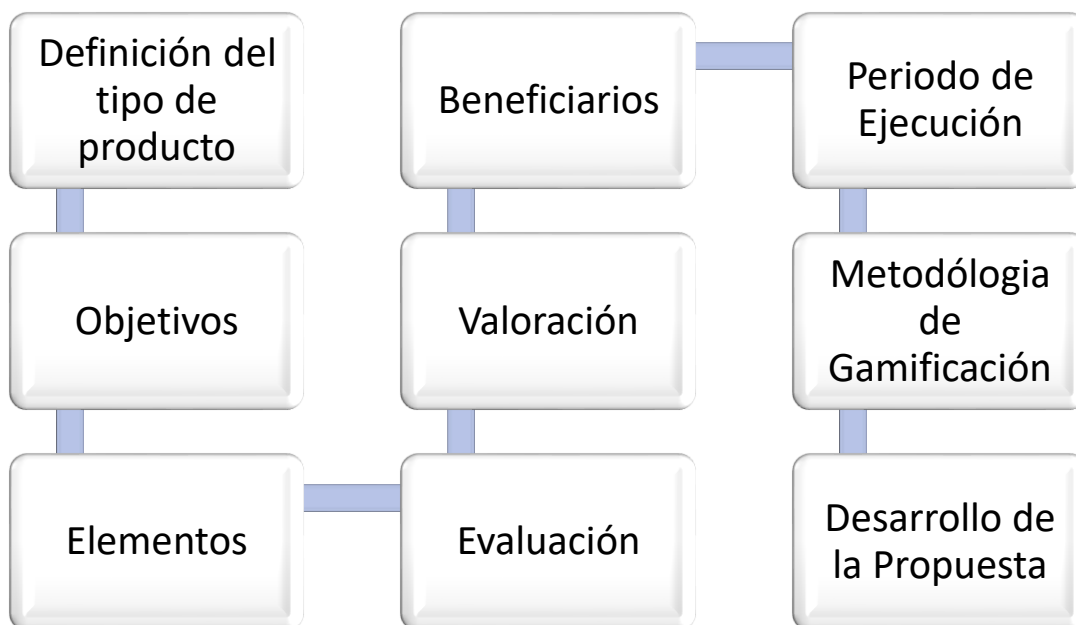 Definición del
tipo de
producto
Objetivos
Elementos
Evaluación
Valoración
Beneficiarios
Periodo de
Ejecución
Metodólogia
de
Gamificación
Desarrollo de
la Propuesta